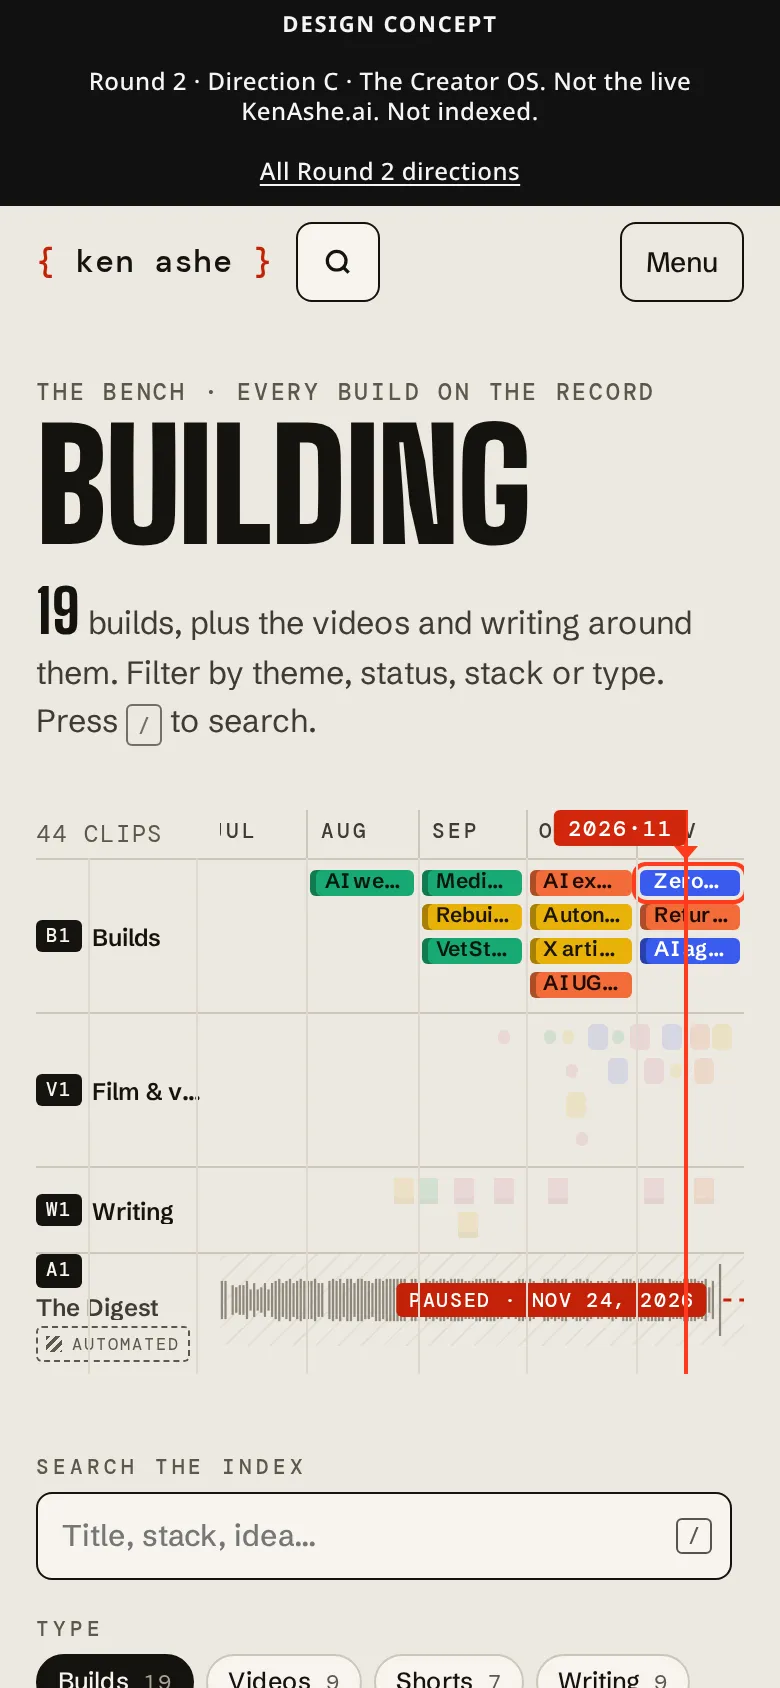 DESIGN CONCEPT
Round 2 · Direction C · The Creator OS. Not the live
KenAshe.ai. Not indexed.
All Round 2 directions
{ ken ashe }
Menu
THE BENCH · EVERY BUILD ON THE RECORD
BUILDING
19 builds, plus the videos and writing around
them. Filter by theme, status, stack or type.
Press / to search.
44 CLIPS
JUL AUG SEP O 2026·11 V
B1 Builds
AI we… Medi… AI ex… Zero…
Rebui… Auton… Retur…
VetSt… X arti… AI ag…
AI UG…
V1 Film & v…
W1 Writing
A1
The Digest
PAUSED · NOV 24, 2026
AUTOMATED
SEARCH THE INDEX
Title, stack, idea… /
TYPE
Builds 19 Videos 9 Shorts 7 Writing 9